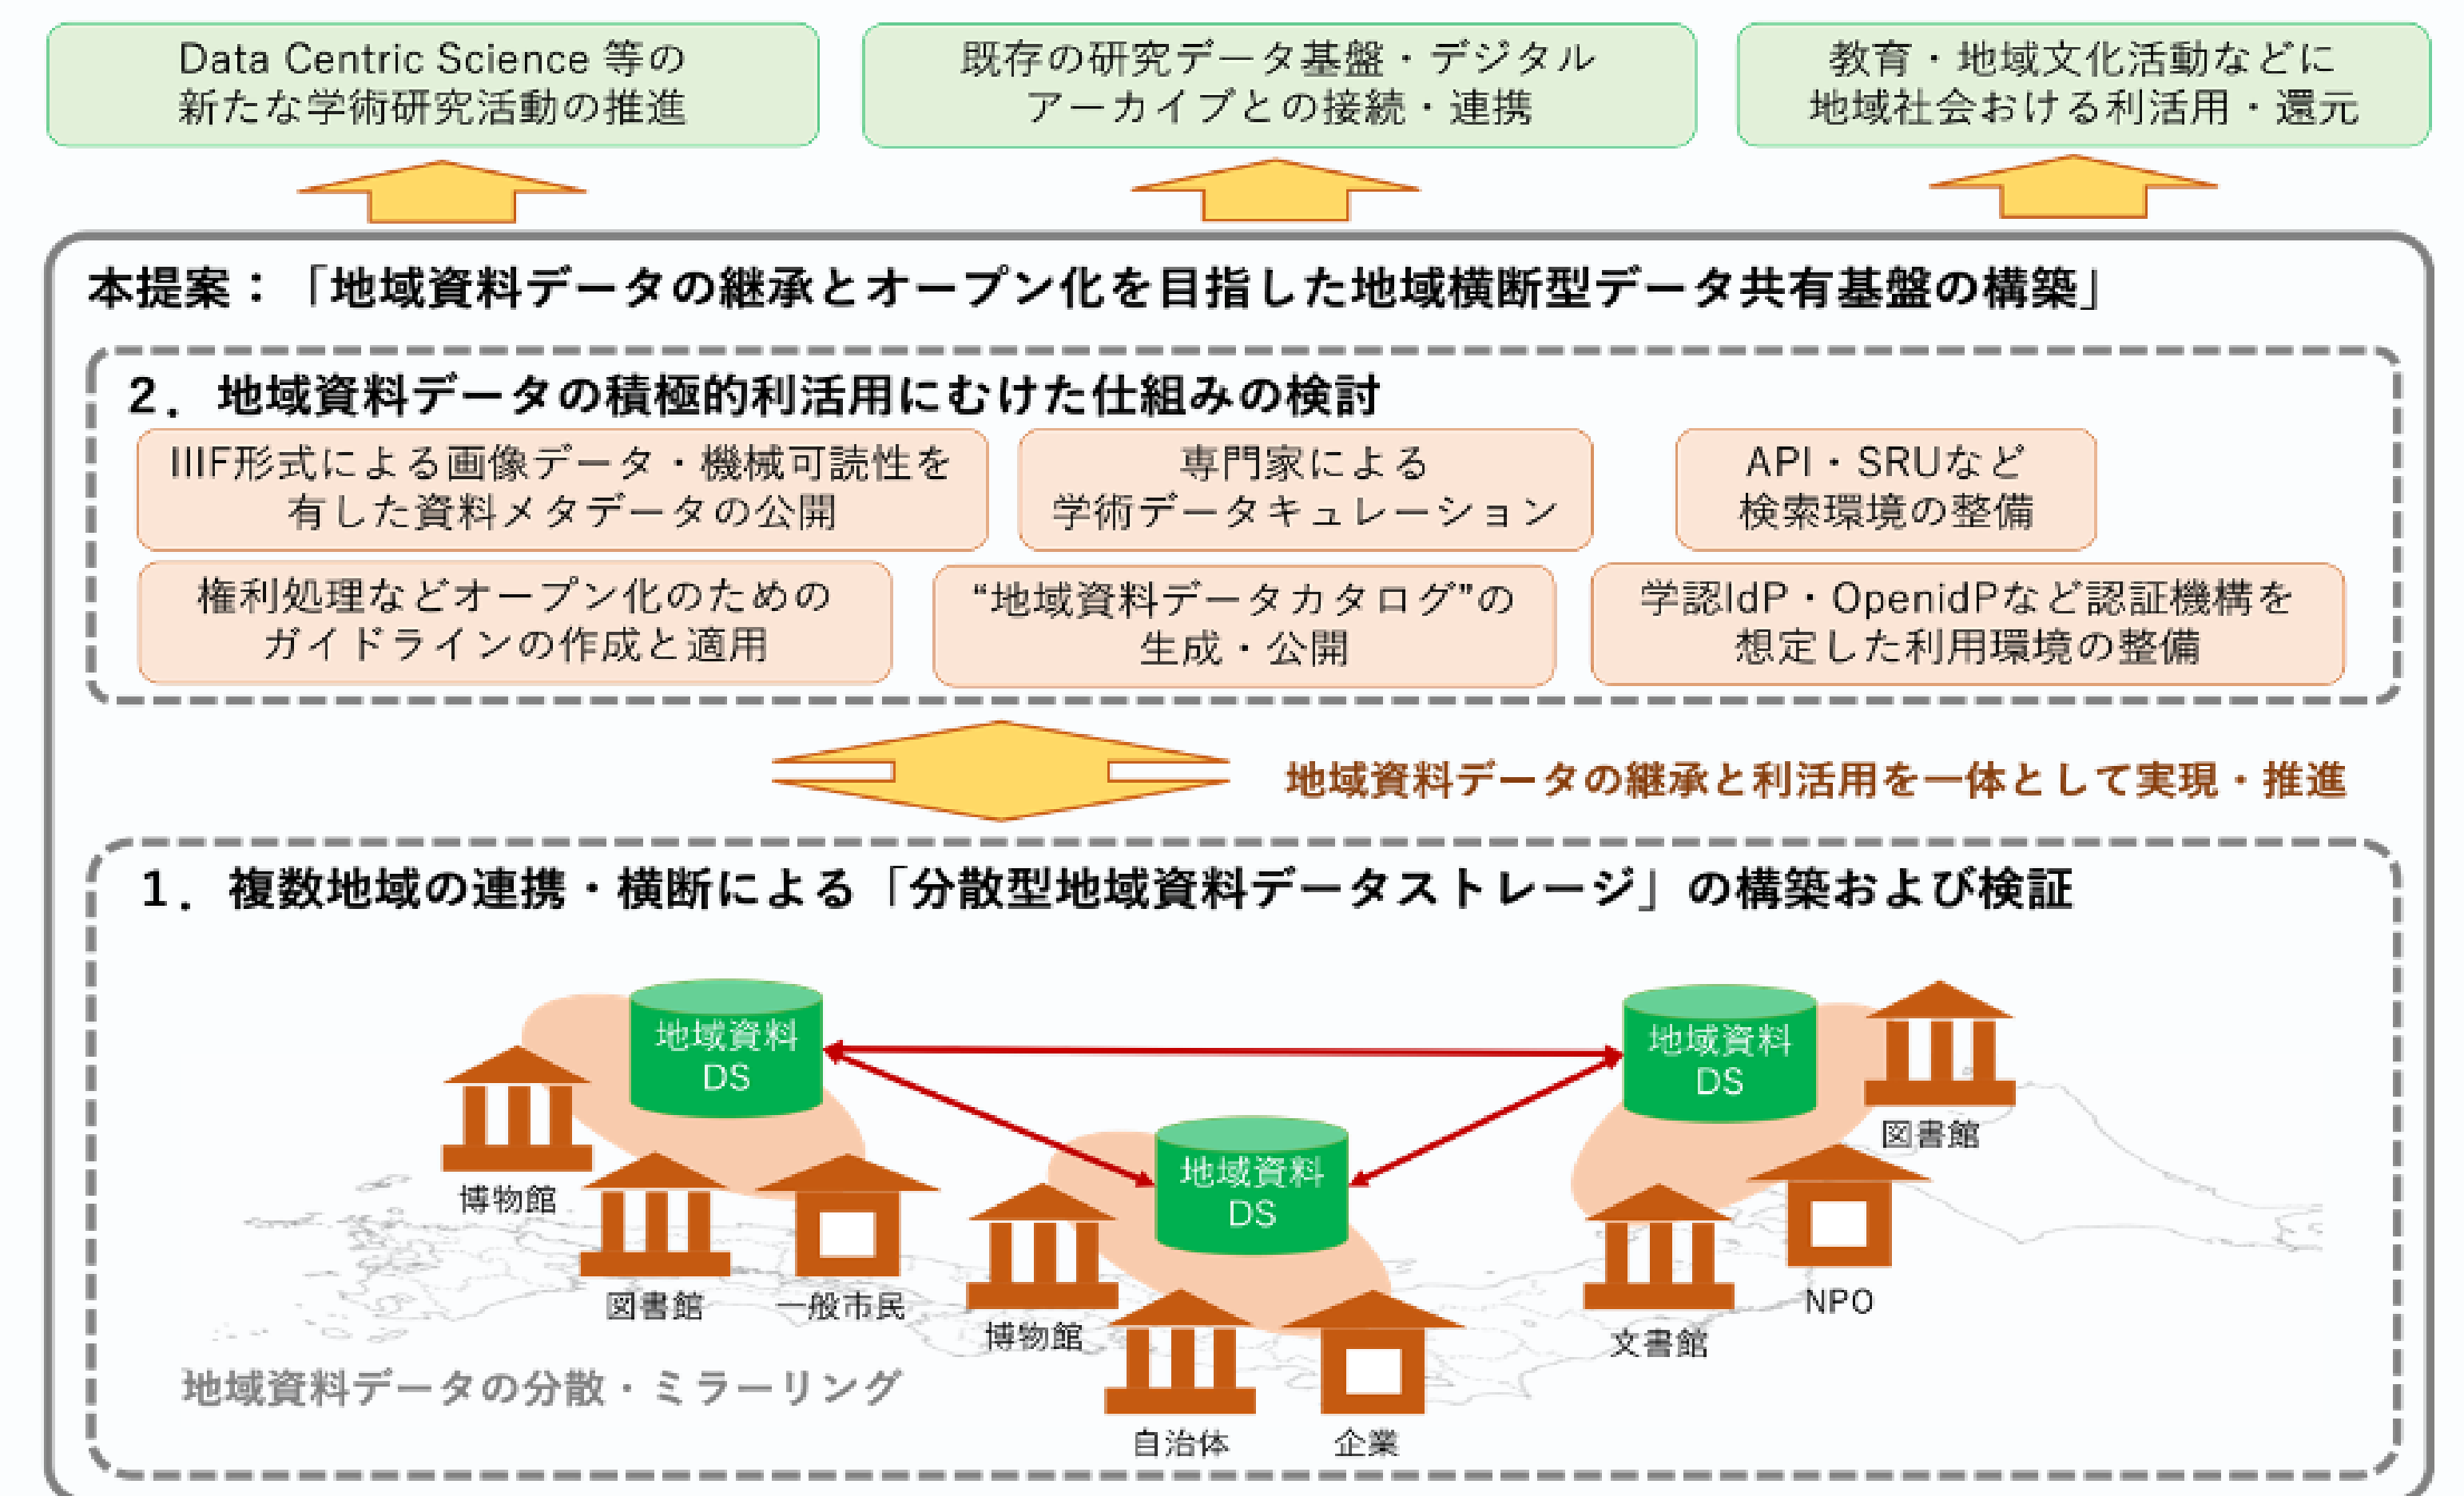 Data Centric Science 等の
新たな学術研究活動の推進
既存の研究データ基盤・デジタル
アーカイブとの接続・連携
教育・地域文化活動などに
地域社会おける利活用・還元
本提案：「地域資料データの継承とオープン化を目指した地域横断型データ共有基盤の構築」
2．地域資料データの積極的利活用にむけた仕組みの検討
IIIF形式による画像データ・機械可読性を
有した資料メタデータの公開
専門家による
学術データキュレーション
API・SRUなど
検索環境の整備
権利処理などオープン化のための
ガイドラインの作成と適用
“地域資料データカタログ”の
生成・公開
学認IdP・OpenidPなど認証機構を
想定した利用環境の整備
地域資料データの継承と利活用を一体として実現・推進
1．複数地域の連携・横断による「分散型地域資料データストレージ」の構築および検証
地域資料
DS
博物館
図書館
一般市民
地域資料
DS
博物館
自治体
企業
地域資料
DS
図書館
文書館
NPO
地域資料データの分散・ミラーリング